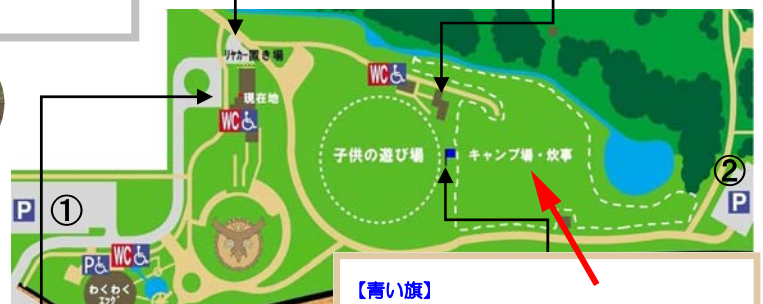 リヤカー置き場
WC
現在地
WC
子供の遊び場
キャンプ場・炊事
②
P
P
①
P
WC
わくわく
エッグ
【青い旗】